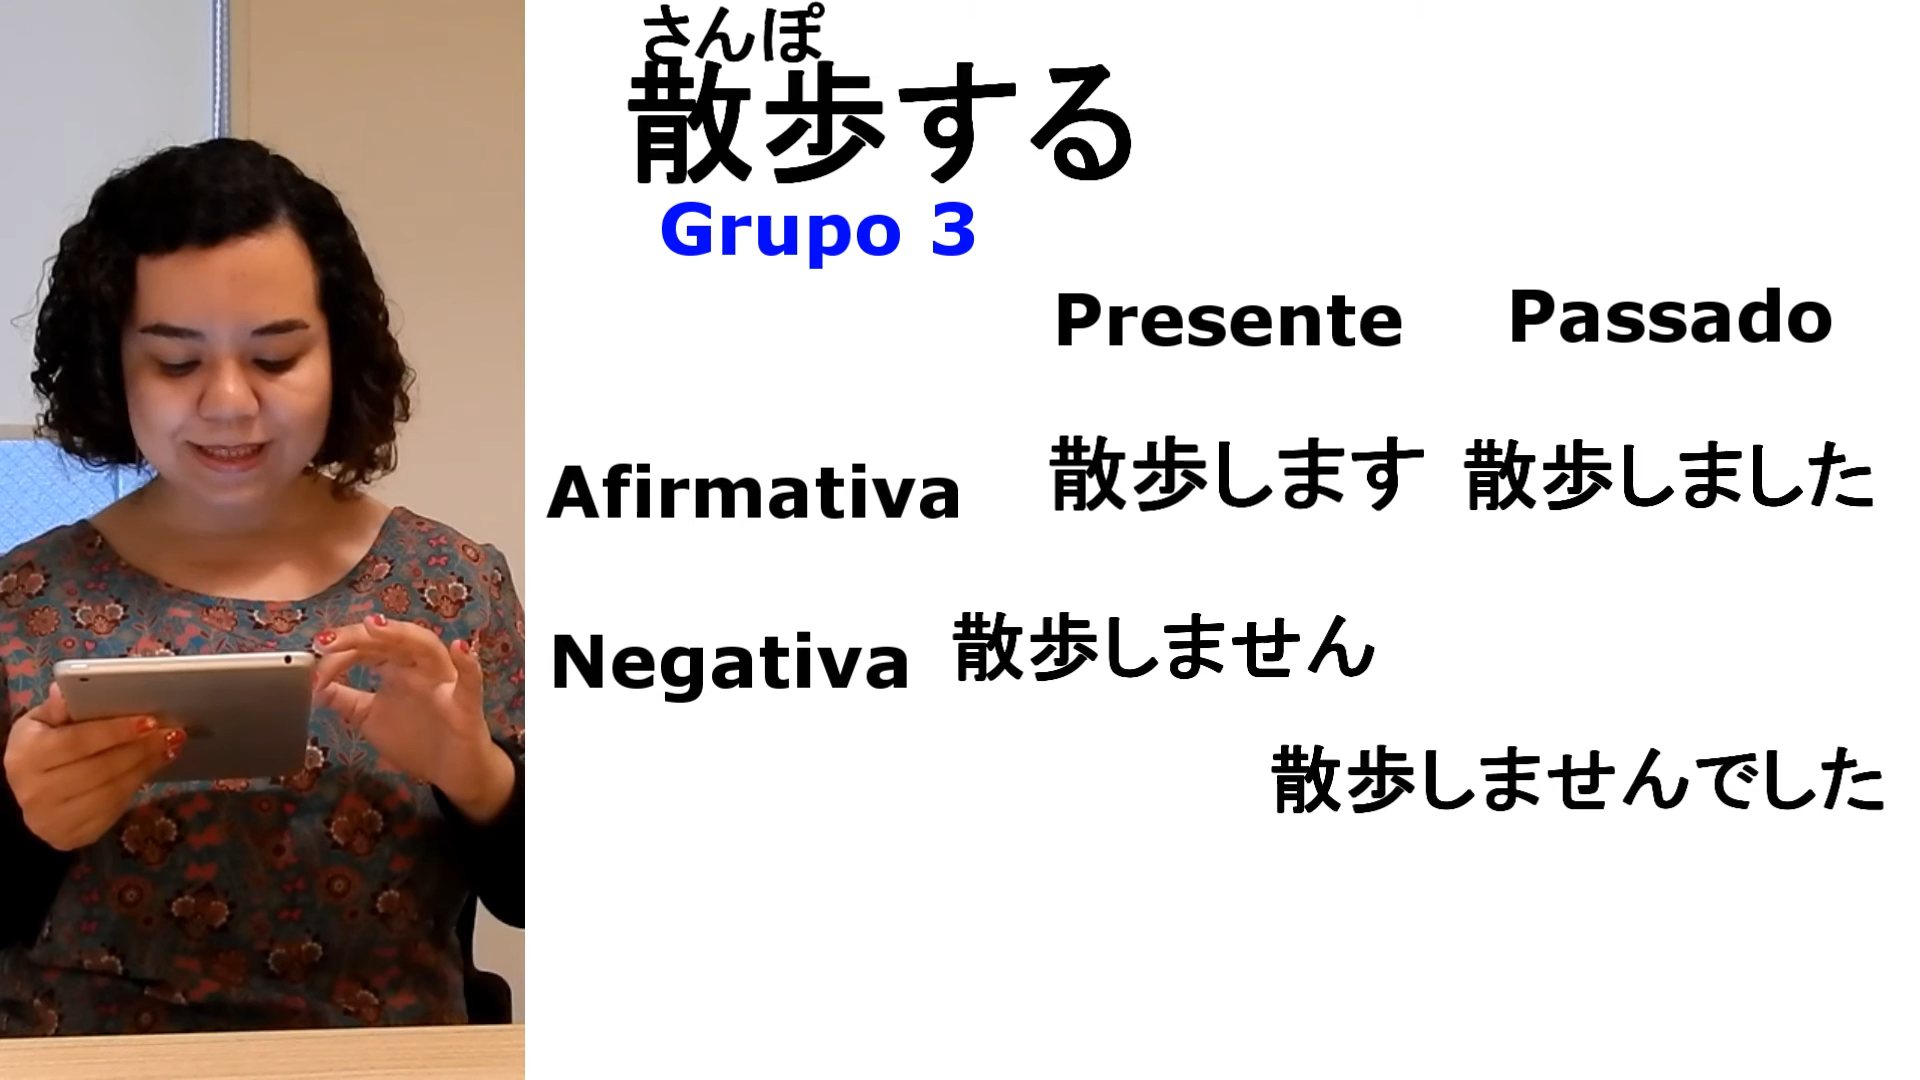 さんぽ
散歩する
Grupo 3
Presente Passado
Afirmativa 散歩します 散歩しました
Negativa 散歩しません
散歩しませんでした